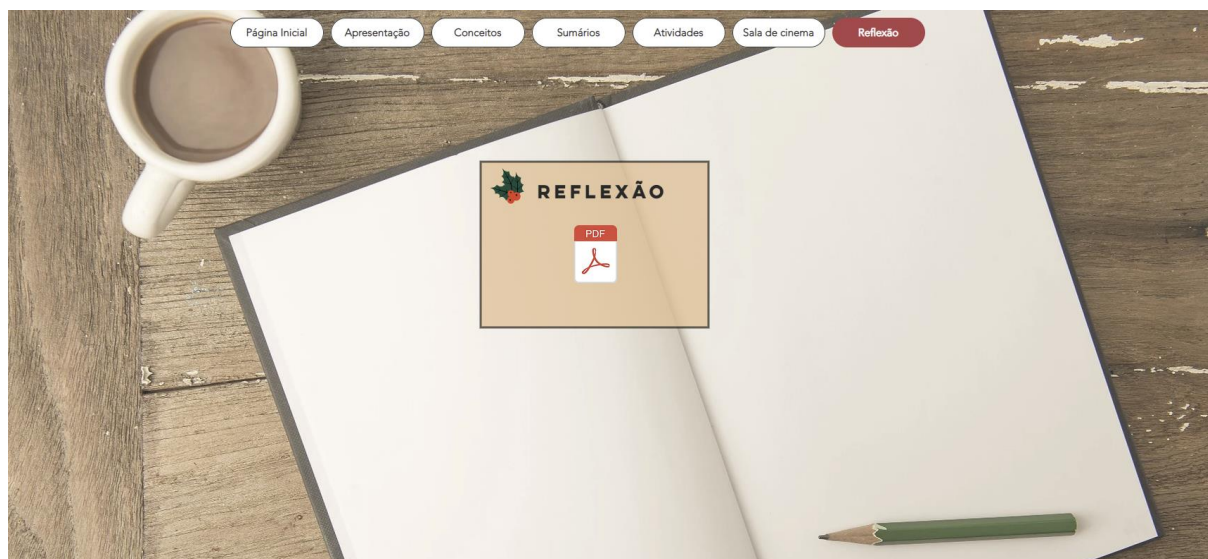 Página Inicial Apresentação Conceitos Sumários Atividades Sala de cinema Reflexão
REFLEXÃO
PDF